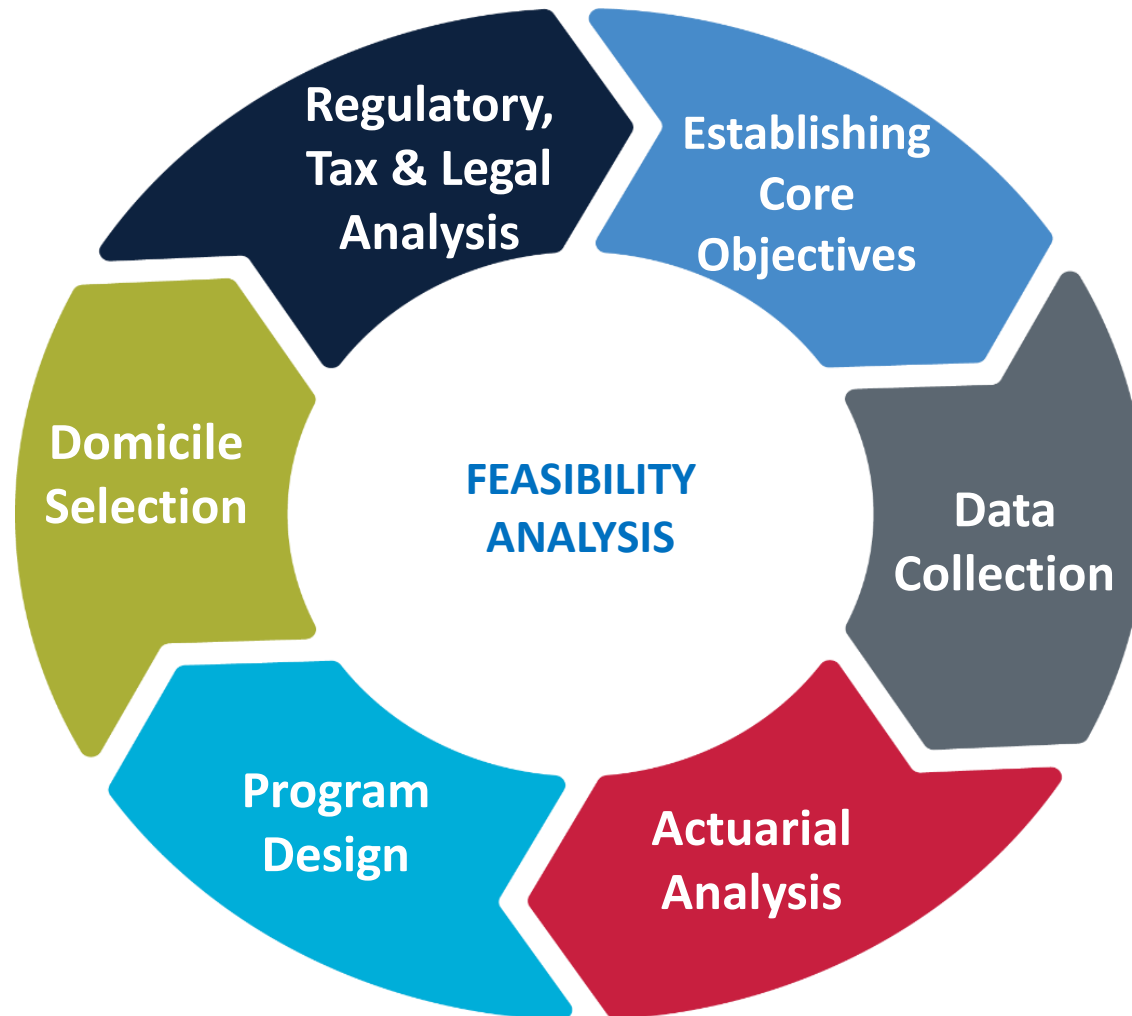 Regulatory,
Tax & Legal
Analysis
Establishing
Core
Objectives
Data
Collection
Actuarial
Analysis
Program
Design
Domicile
Selection
FEASIBILITY
ANALYSIS